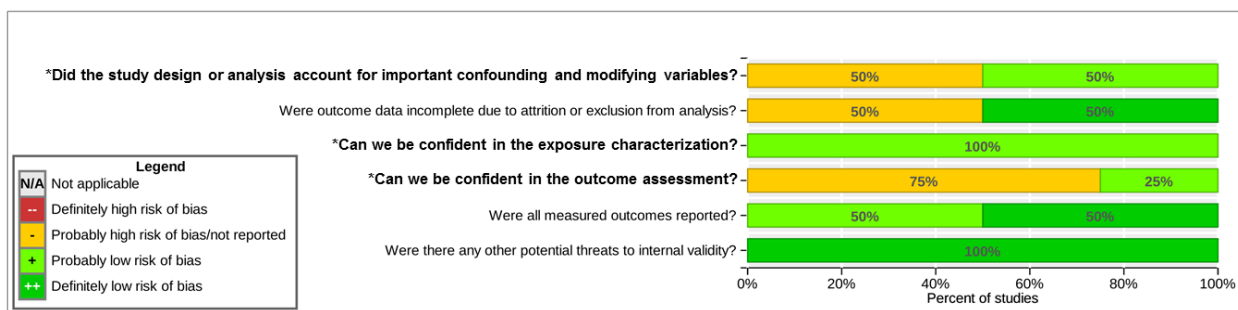 *Did the study design or analysis account for important confounding and modifying variables?
50% 50%
Were outcome data incomplete due to attrition or exclusion from analysis?
50% 50%
*Can we be confident in the exposure characterization?
100%
*Can we be confident in the outcome assessment?
75% 25%
Were all measured outcomes reported?
50% 50%
Were there any other potential threats to internal validity?
100%
0% 20% 40% 60% 80% 100%
Percent of studies
Legend
N/A Not applicable
-- Definitely high risk of bias
- Probably high risk of bias/not reported
+ Probably low risk of bias
++ Definitely low risk of bias